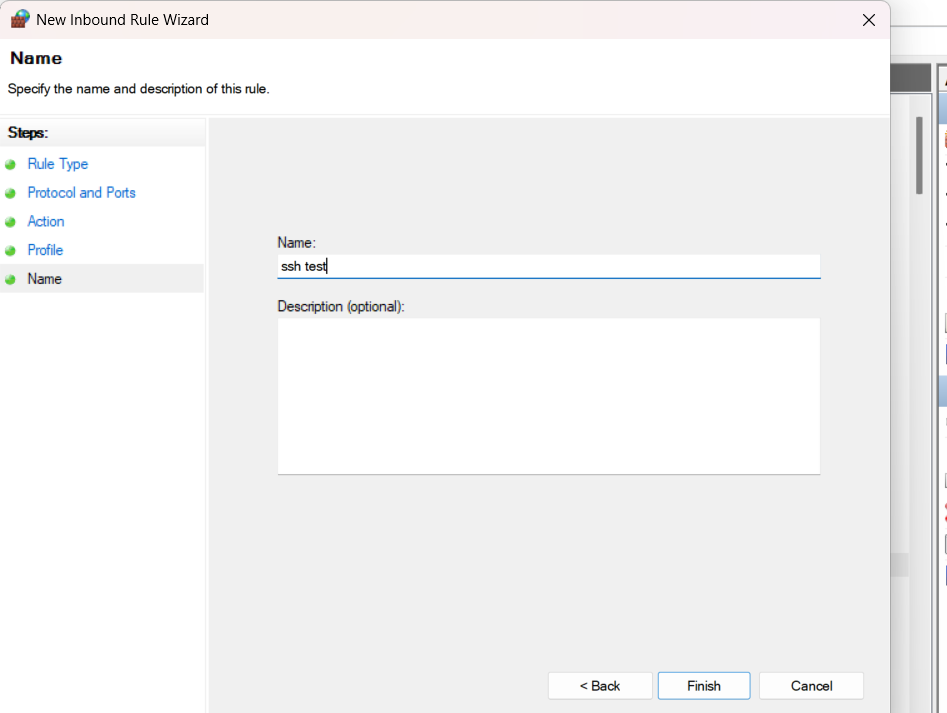 New Inbound Rule Wizard
Name
Specify the name and description of this rule.
Steps:
Rule Type
Protocol and Ports
Action
Profile
Name
Name:
ssh test
Description (optional):
< Back
Finish
Cancel